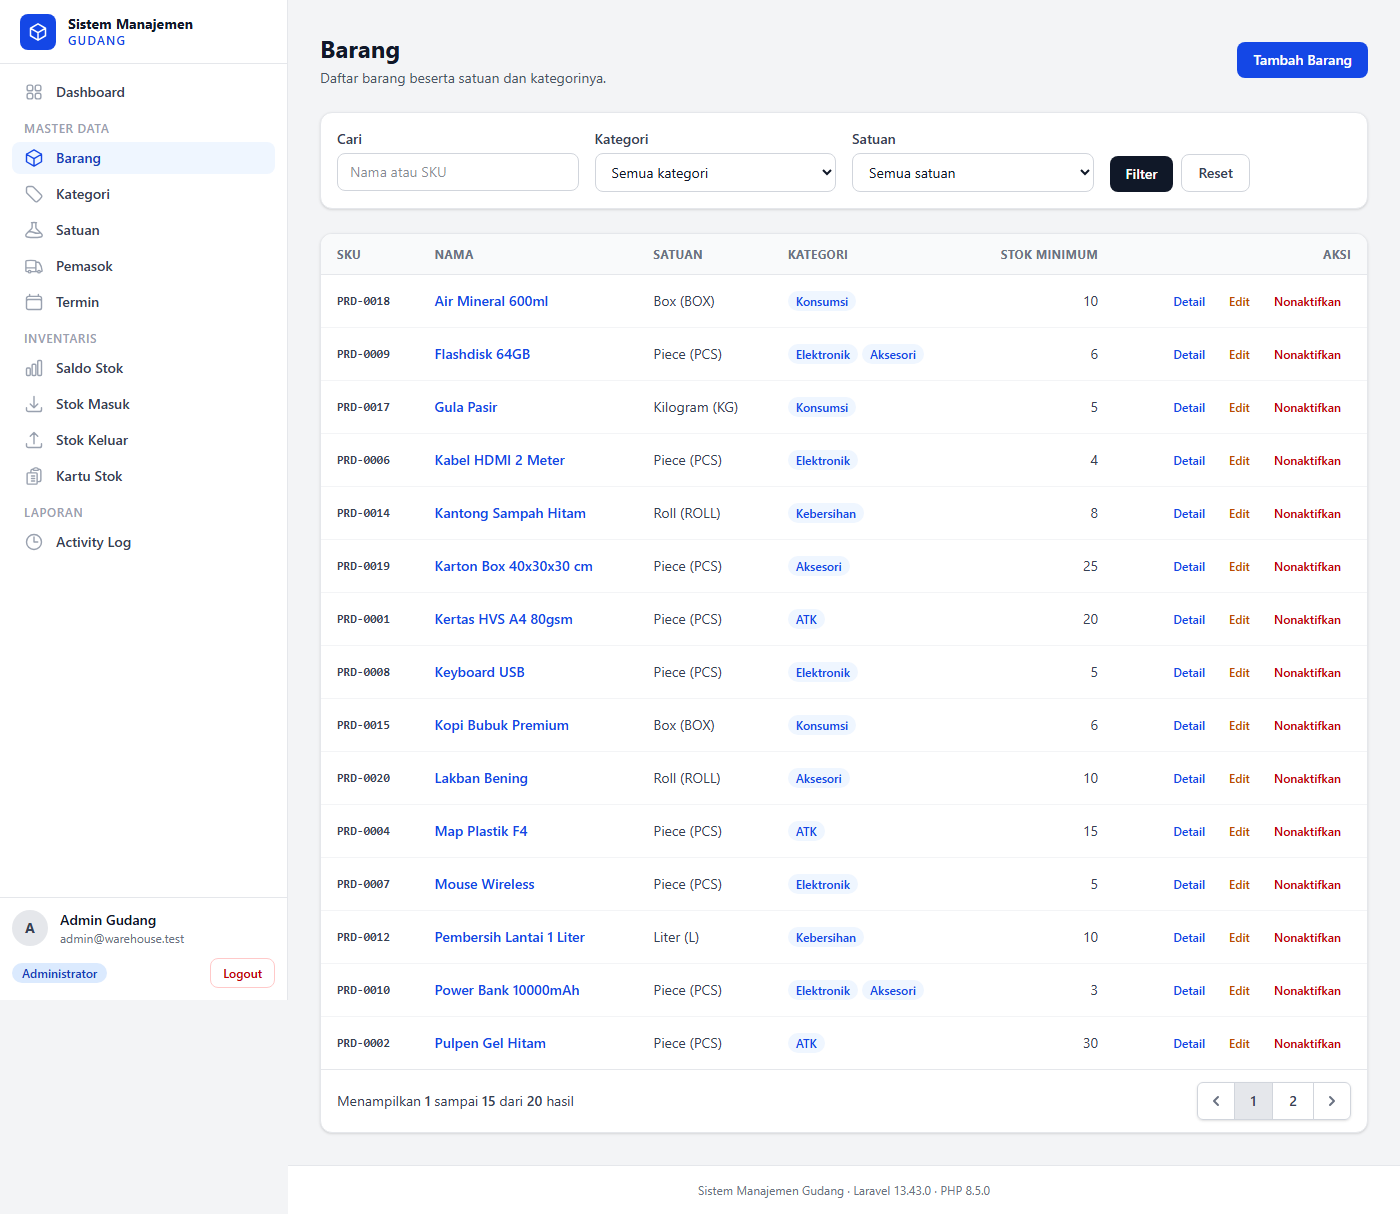 Sistem Manajemen
GUDANG
Dashboard
MASTER DATA
Barang
Kategori
Satuan
Pemasok
Termin
INVENTARIS
Saldo Stok
Stok Masuk
Stok Keluar
Kartu Stok
LAPORAN
Activity Log
A
Admin Gudang
admin@warehouse.test
Administrator Logout
Barang
Daftar barang beserta satuan dan kategorinya.
Tambah Barang
Cari Kategori Satuan
Nama atau SKU Semua kategori Semua satuan Filter Reset
SKU NAMA SATUAN KATEGORI STOK MINIMUM AKSI
PRD-0018 Air Mineral 600ml Box (BOX) Konsumsi 10 Detail Edit Nonaktifkan
PRD-0009 Flashdisk 64GB Piece (PCS) Elektronik Aksesori 6 Detail Edit Nonaktifkan
PRD-0017 Gula Pasir Kilogram (KG) Konsumsi 5 Detail Edit Nonaktifkan
PRD-0006 Kabel HDMI 2 Meter Piece (PCS) Elektronik 4 Detail Edit Nonaktifkan
PRD-0014 Kantong Sampah Hitam Roll (ROLL) Kebersihan 8 Detail Edit Nonaktifkan
PRD-0019 Karton Box 40x30x30 cm Piece (PCS) Aksesori 25 Detail Edit Nonaktifkan
PRD-0001 Kertas HVS A4 80gsm Piece (PCS) ATK 20 Detail Edit Nonaktifkan
PRD-0008 Keyboard USB Piece (PCS) Elektronik 5 Detail Edit Nonaktifkan
PRD-0015 Kopi Bubuk Premium Box (BOX) Konsumsi 6 Detail Edit Nonaktifkan
PRD-0020 Lakban Bening Roll (ROLL) Aksesori 10 Detail Edit Nonaktifkan
PRD-0004 Map Plastik F4 Piece (PCS) ATK 15 Detail Edit Nonaktifkan
PRD-0007 Mouse Wireless Piece (PCS) Elektronik 5 Detail Edit Nonaktifkan
PRD-0012 Pembersih Lantai 1 Liter Liter (L) Kebersihan 10 Detail Edit Nonaktifkan
PRD-0010 Power Bank 10000mAh Piece (PCS) Elektronik Aksesori 3 Detail Edit Nonaktifkan
PRD-0002 Pulpen Gel Hitam Piece (PCS) ATK 30 Detail Edit Nonaktifkan
Menampilkan 1 sampai 15 dari 20 hasil
1 2
Sistem Manajemen Gudang · Laravel 13.43.0 · PHP 8.5.0